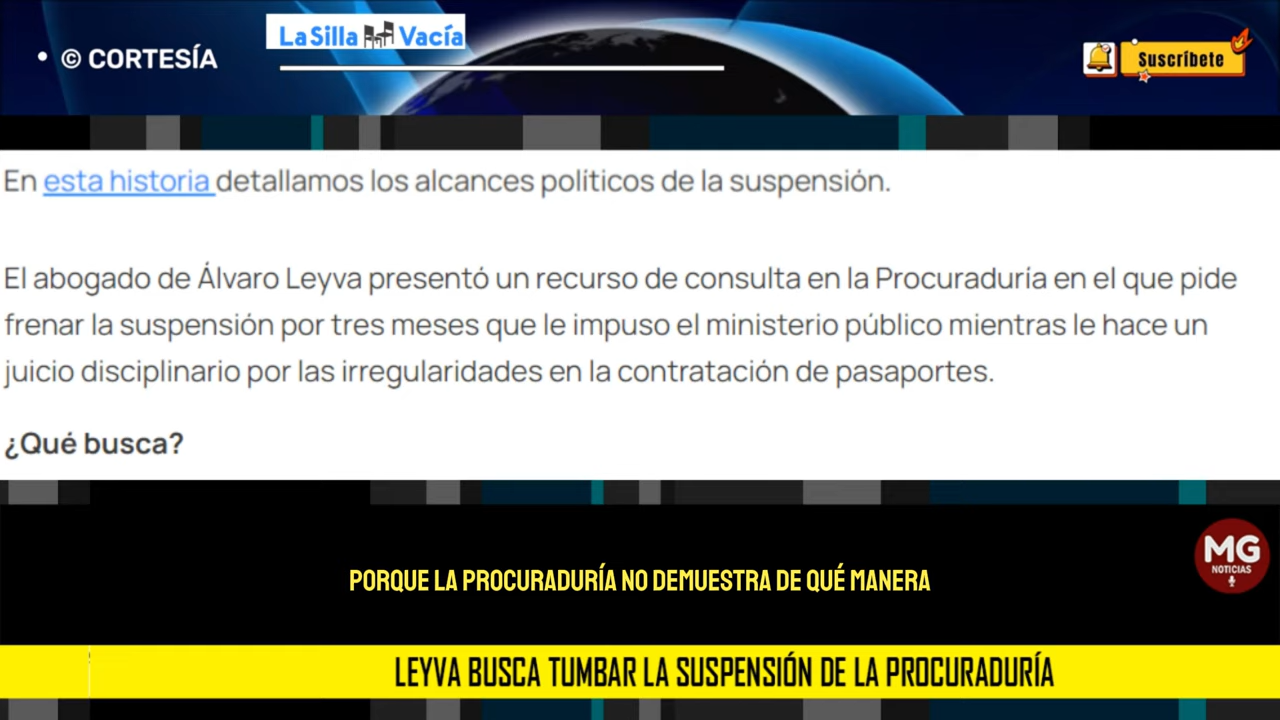 • © CORTESÍA
La Silla Vacía
Suscríbete
En esta historia detallamos los alcances políticos de la suspensión.
El abogado de Álvaro Leyva presentó un recurso de consulta en la Procuraduría en el que pide
frenar la suspensión por tres meses que le impuso el ministerio público mientras le hace un
juicio disciplinario por las irregularidades en la contratación de pasaportes.
¿Qué busca?
MG
NOTICIAS
PORQUE LA PROCURADURÍA NO DEMUESTRA DE QUÉ MANERA
LEYVA BUSCA TUMBAR LA SUSPENSIÓN DE LA PROCURADURÍA